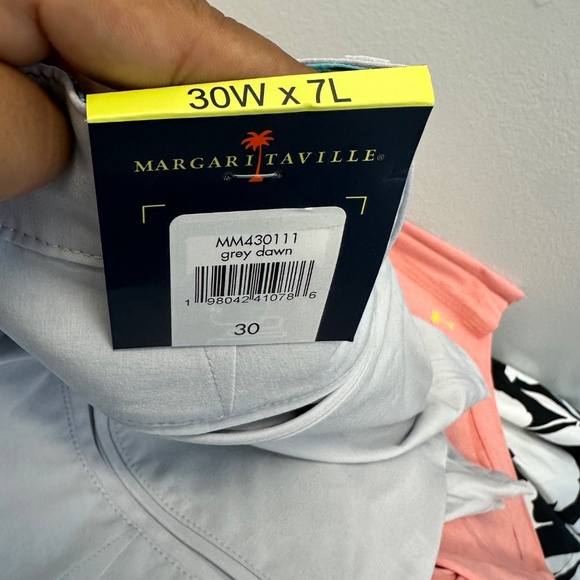 30W x 7L
MARGARITAVILLE®
MM430111
grey dawn
1 98042 41078 6
30